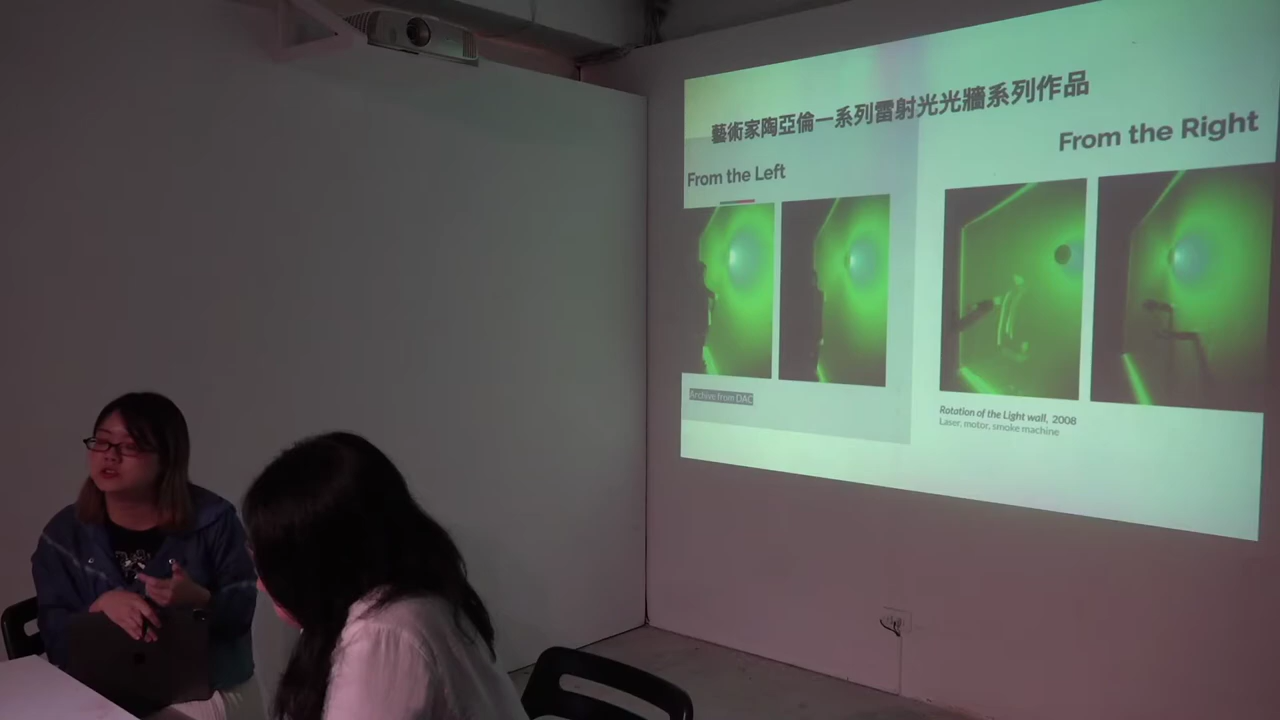 藝術家陶亞倫一系列雷射光光牆系列作品
From the Left
From the Right
Archive from DAC
Rotation of the Light wall, 2008
Laser, motor, smoke machine